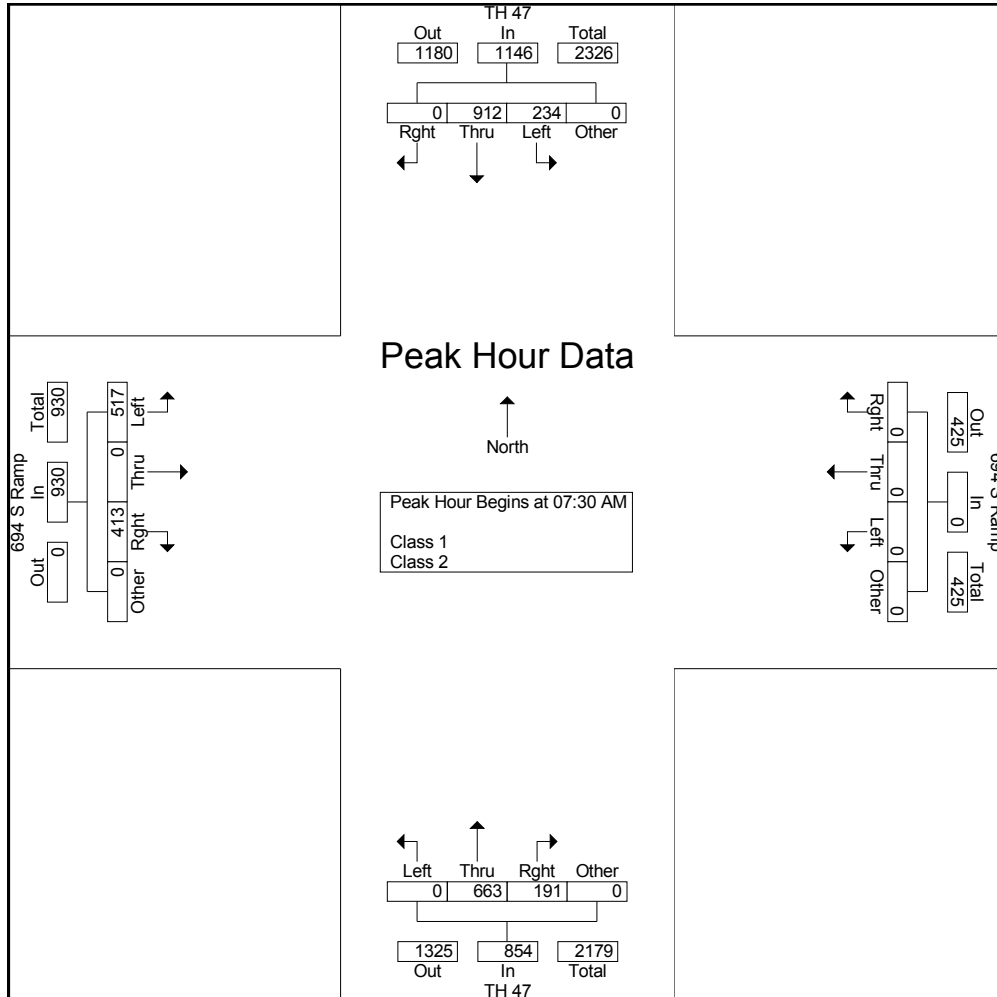 TH 47
Out In Total
1180 1146 2326
0 912 234 0
Rght Thru Left Other
Peak Hour Data
North
Peak Hour Begins at 07:30 AM
Class 1
Class 2
694 S Ramp
Out In Total
0 930 930
0 413 0 517
Other Rght Thru Left
694 S Ramp
Out In Total
425 0 425
0 0 0 0
Rght Thru Left Other
Left Thru Rght Other
0 663 191 0
1325 854 2179
Out In Total
TH 47